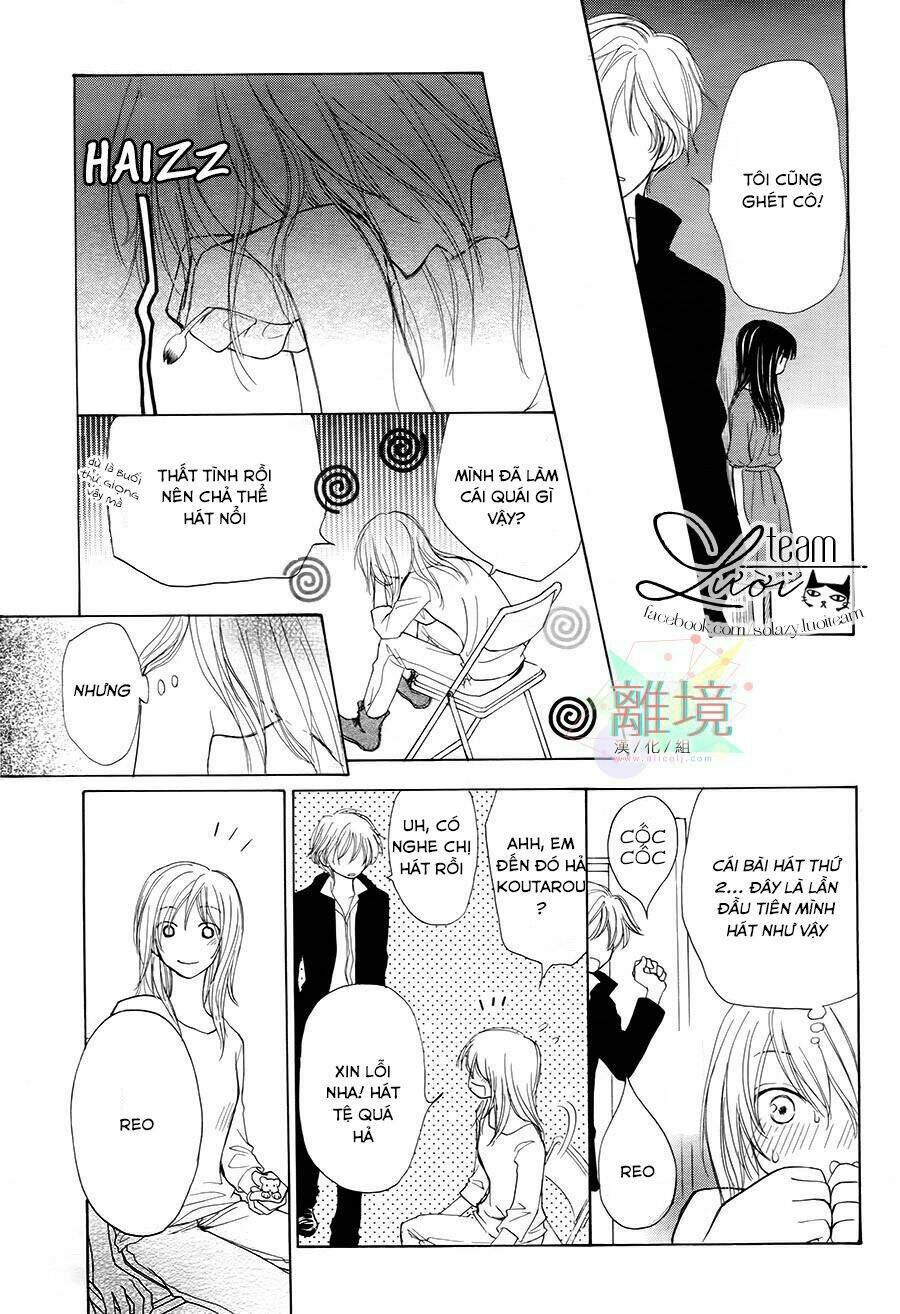 TÔI CŨNG
GHÉT CÔ!
HAIZZ
MÌNH ĐÃ LÀM
CÁI QUÁI GÌ
VẬY?
THẤT TÌNH RỒI
NÊN CHẢ THỂ
HÁT NỔI
dù là buổi
thử giọng
vậy mà
team
Lười
facebook.com/solazy.luoiteam
NHƯNG
離境
漢/化/組
CÁI BÀI HÁT THỨ
2... ĐÂY LÀ LẦN
ĐẦU TIÊN MÌNH
HÁT NHƯ VẬY
CỐC
CỐC
REO
AHH, EM
ĐẾN ĐÓ HẢ
KOUTAROU
?
UH, CÓ
NGHE CHỊ
HÁT RỒI
XIN LỖI
NHA! HÁT
TỆ QUÁ
HẢ
REO